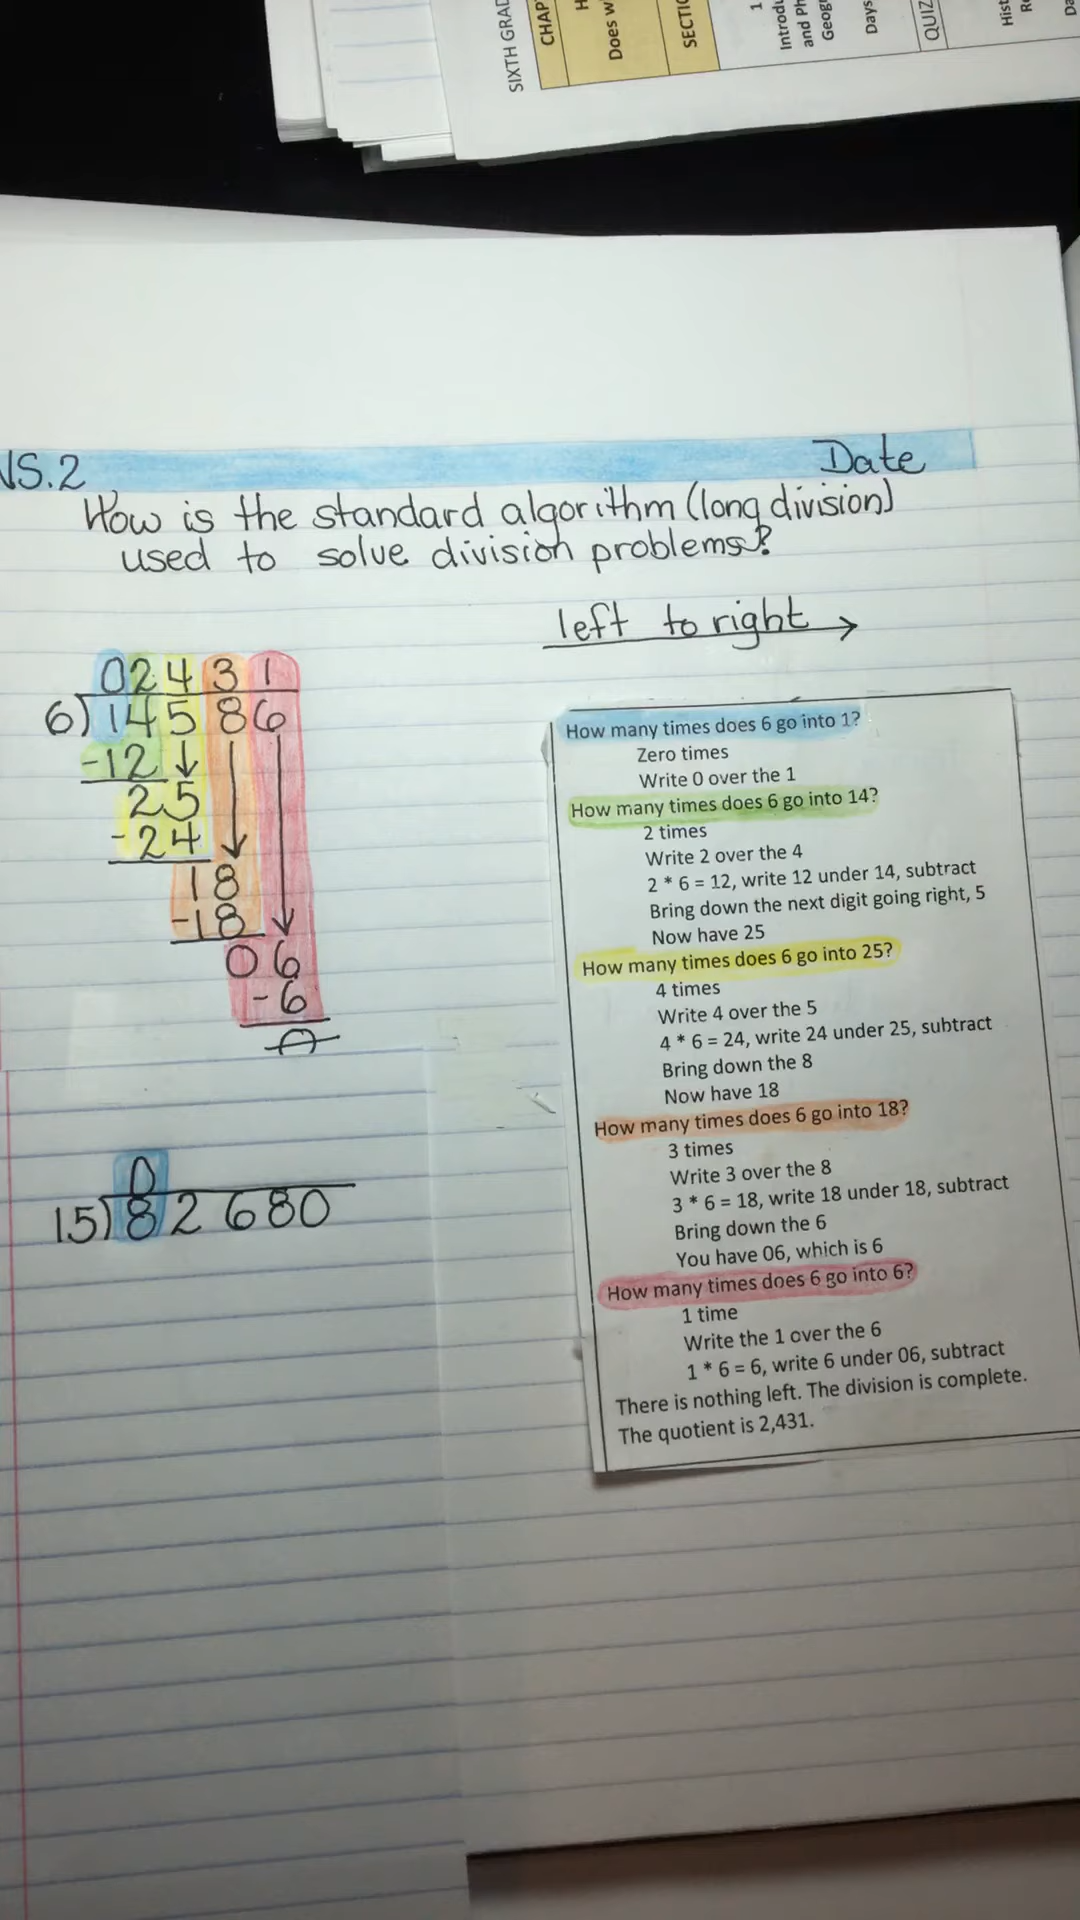 SIXTH GRAD
CHAP
H
Does w
SECTIO
1
Introdu
and Ph
Geogr
Days
QUIZ
Hist
Re
Da
NS.2 Date
How is the standard algorithm (long division)
used to solve division problems?
left to right →
0 2 4 3 1
6)14586
-12 ↓
25
-24
18
-18
06
-6
0
0
15)82680
How many times does 6 go into 1?
Zero times
Write 0 over the 1
How many times does 6 go into 14?
2 times
Write 2 over the 4
2 * 6 = 12, write 12 under 14, subtract
Bring down the next digit going right, 5
Now have 25
How many times does 6 go into 25?
4 times
Write 4 over the 5
4 * 6 = 24, write 24 under 25, subtract
Bring down the 8
Now have 18
How many times does 6 go into 18?
3 times
Write 3 over the 8
3 * 6 = 18, write 18 under 18, subtract
Bring down the 6
You have 06, which is 6
How many times does 6 go into 6?
1 time
Write the 1 over the 6
1 * 6 = 6, write 6 under 06, subtract
There is nothing left. The division is complete.
The quotient is 2,431.